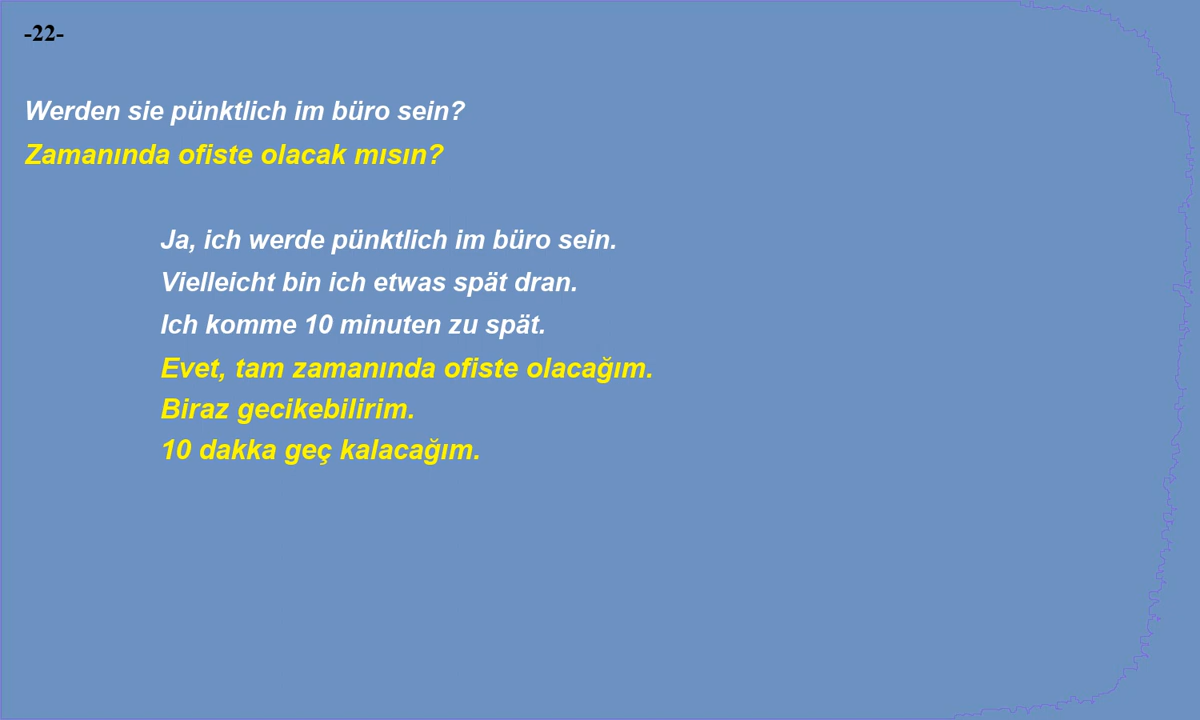 -22-
Werden sie pünktlich im büro sein?
Zamanında ofiste olacak mısın?
Ja, ich werde pünktlich im büro sein.
Vielleicht bin ich etwas spät dran.
Ich komme 10 minuten zu spät.
Evet, tam zamanında ofiste olacağım.
Biraz gecikebilirim.
10 dakka geç kalacağım.